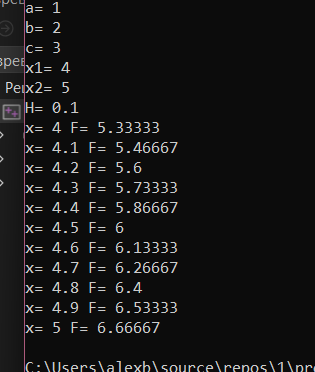 a= 1
b= 2
c= 3
x1= 4
x2= 5
H= 0.1
x= 4 F= 5.33333
x= 4.1 F= 5.46667
x= 4.2 F= 5.6
x= 4.3 F= 5.73333
x= 4.4 F= 5.86667
x= 4.5 F= 6
x= 4.6 F= 6.13333
x= 4.7 F= 6.26667
x= 4.8 F= 6.4
x= 4.9 F= 6.53333
x= 5 F= 6.66667
C:\Users\alexb\source\repos\1\pr